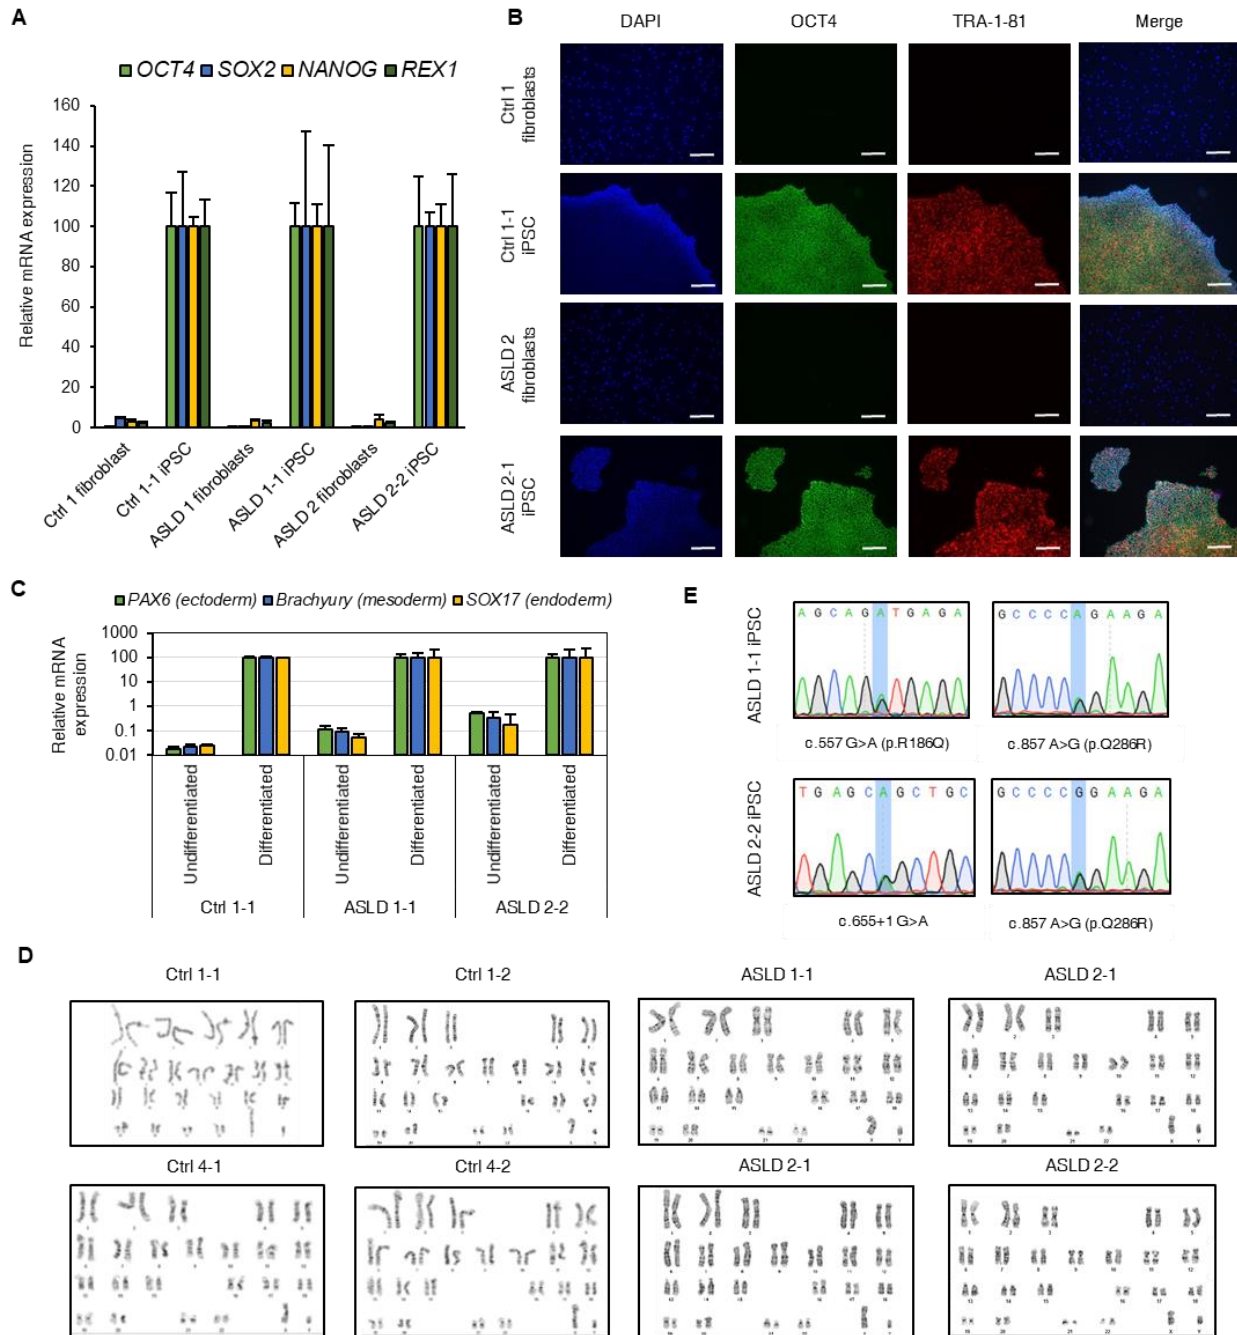 A
OCT4 SOX2 NANOG REX1
Relative mRNA expression
160
140
120
100
80
60
40
20
0
Ctrl 1 fibroblast
Ctrl 1-1 iPSC
ASLD 1 fibroblasts
ASLD 1-1 iPSC
ASLD 2 fibroblasts
ASLD 2-2 iPSC
B
DAPI OCT4 TRA-1-81 Merge
Ctrl 1
fibroblasts
Ctrl 1-1
iPSC
ASLD 2
fibroblasts
ASLD 2-1
iPSC
C
PAX6 (ectoderm) Brachyury (mesoderm) SOX17 (endoderm)
Relative mRNA
expression
1000
100
10
1
0.1
0.01
Undifferentiated
Differentiated
Undifferentiated
Differentiated
Undifferentiated
Differentiated
Ctrl 1-1 ASLD 1-1 ASLD 2-2
E
ASLD 1-1 iPSC
A G C A G A T G A G A
G C C C C A G A A G A
c.557 G>A (p.R186Q) c.857 A>G (p.Q286R)
ASLD 2-2 iPSC
T G A G C A G C T G C
G C C C C G G A A G A
c.655+1 G>A c.857 A>G (p.Q286R)
D
Ctrl 1-1 Ctrl 1-2 ASLD 1-1 ASLD 2-1
Ctrl 4-1 Ctrl 4-2 ASLD 2-1 ASLD 2-2